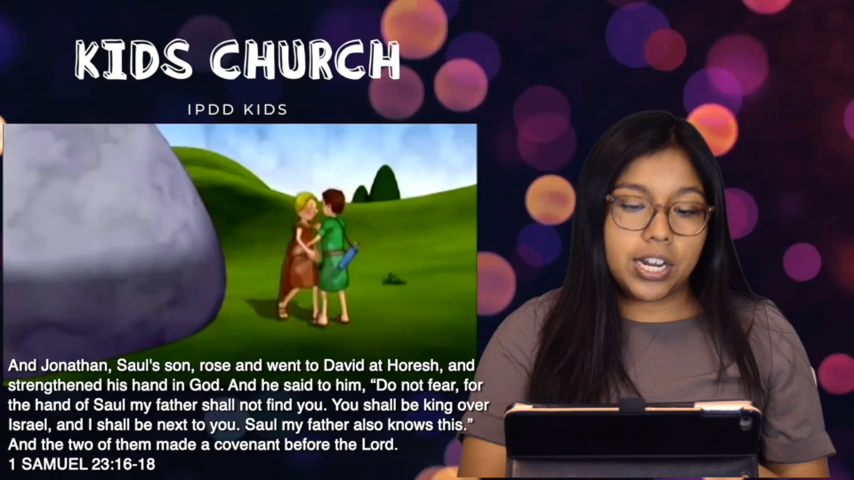 KIDS CHURCH
IPDD KIDS
And Jonathan, Saul's son, rose and went to David at Horesh, and
strengthened his hand in God. And he said to him, “Do not fear, for
the hand of Saul my father shall not find you. You shall be king over
Israel, and I shall be next to you. Saul my father also knows this.”
And the two of them made a covenant before the Lord.
1 SAMUEL 23:16-18